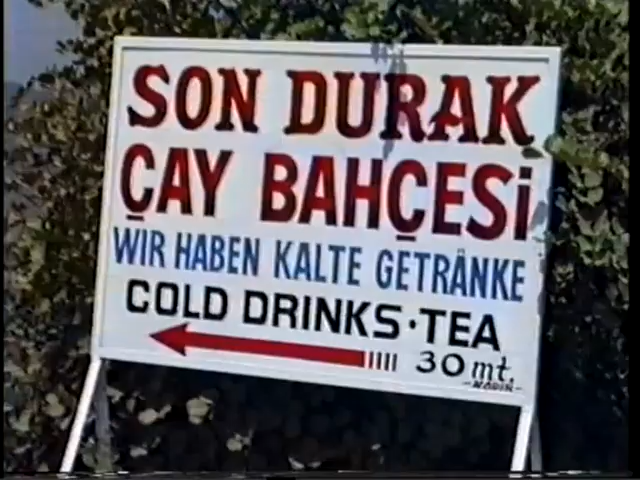 SON DURAK
ÇAY BAHÇESi
WIR HABEN KALTE GETRÄNKE
COLD DRINKS·TEA
30 mt.